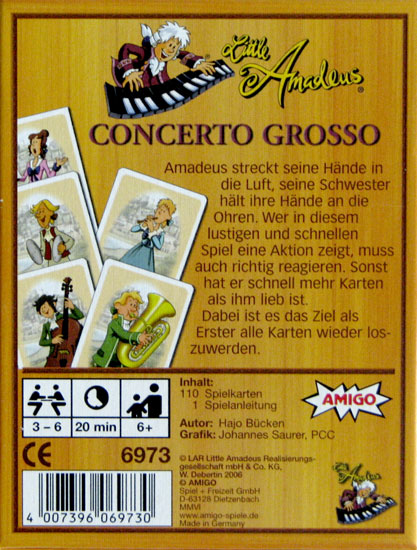 Little
Amadeus®
CONCERTO GROSSO
Amadeus streckt seine Hände in
die Luft, seine Schwester
hält ihre Hände an die
Ohren. Wer in diesem
lustigen und schnellen
Spiel eine Aktion zeigt, muss
auch richtig reagieren. Sonst
hat er schnell mehr Karten
als ihm lieb ist.
Dabei ist es das Ziel als
Erster alle Karten wieder los-
zuwerden.
3 – 6
20 min
6+
Inhalt:
110 Spielkarten
1 Spielanleitung
Autor: Hajo Bücken
Grafik: Johannes Saurer, PCC
AMIGO
CE
6973
© LAR Little Amadeus Realisierungs-
gesellschaft mbH & Co. KG,
W. Debertin 2006
© AMIGO
Spiel + Freizeit GmbH
D-63128 Dietzenbach
MMVI
www.amigo-spiele.de
Made in Germany
Little
Amadeus
4 007396 069730